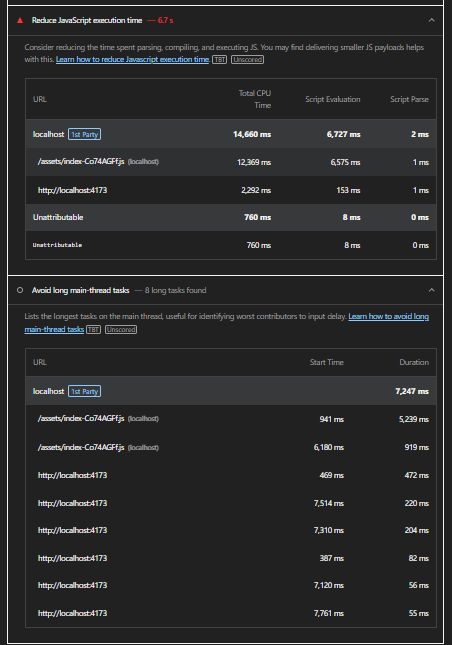 Reduce JavaScript execution time — 6.7 s
Consider reducing the time spent parsing, compiling, and executing JS. You may find delivering smaller JS payloads helps
with this. Learn how to reduce Javascript execution time. TBT Unscored
URL Total CPU Time Script Evaluation Script Parse
localhost 1st Party 14,660 ms 6,727 ms 2 ms
/assets/index-Co74AGFf.js (localhost) 12,369 ms 6,575 ms 1 ms
http://localhost:4173 2,292 ms 153 ms 1 ms
Unattributable 760 ms 8 ms 0 ms
Unattributable 760 ms 8 ms 0 ms
Avoid long main-thread tasks — 8 long tasks found
Lists the longest tasks on the main thread, useful for identifying worst contributors to input delay. Learn how to avoid long
main-thread tasks TBT Unscored
URL Start Time Duration
localhost 1st Party 7,247 ms
/assets/index-Co74AGFf.js (localhost) 941 ms 5,239 ms
/assets/index-Co74AGFf.js (localhost) 6,180 ms 919 ms
http://localhost:4173 469 ms 472 ms
http://localhost:4173 7,514 ms 220 ms
http://localhost:4173 7,310 ms 204 ms
http://localhost:4173 387 ms 82 ms
http://localhost:4173 7,120 ms 56 ms
http://localhost:4173 7,761 ms 55 ms